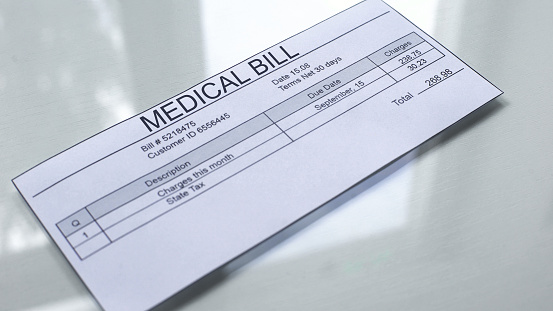 MEDICAL BILL
Bill # 5218475
Date 15.08
Customer ID 6556445
Terms Net 30 days
Q Description Due Date Charges
1 Charges this month September, 15 238.75
State Tax 30.23
Total 268.98